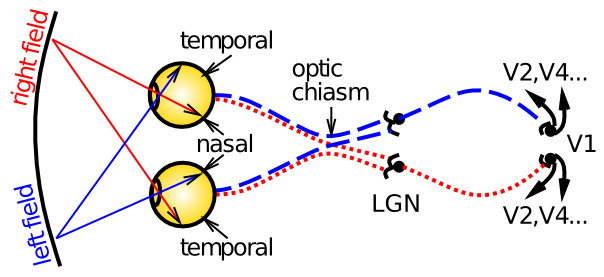 right field
temporal
optic
chiasm
V2,V4...
nasal
V1
left field
LGN
V2,V4...
temporal